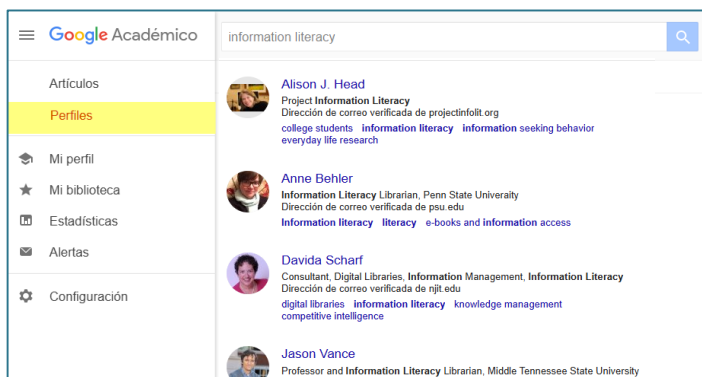 Google Académico
information literacy
Artículos
Perfiles
Mi perfil
Mi biblioteca
Estadísticas
Alertas
Configuración
Alison J. Head
Project Information Literacy
Dirección de correo verificada de projectinfolit.org
college students information literacy information seeking behavior
everyday life research
Anne Behler
Information Literacy Librarian, Penn State Univeraity
Dirección de correo verificada de psu.edu
Information literacy literacy e-books and information access
Davida Scharf
Consultant, Digital Libraries, Information Management, Information Literacy
Dirección de correo verificada de njit.edu
digital libraries information literacy knowledge management
competitive intelligence
Jason Vance
Professor and Information Literacy Librarian, Middle Tennessee State University